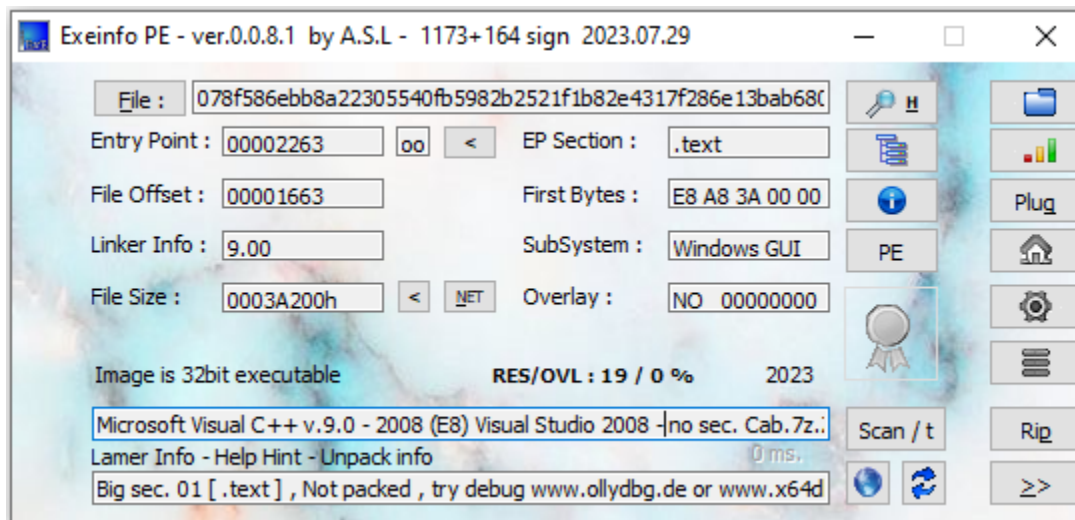 Exeinfo PE - ver.0.0.8.1 by A.S.L - 1173+164 sign 2023.07.29
File : 078f586ebb8a22305540fb5982b2521f1b82e4317f286e13bab680 H
Entry Point : 00002263 oo < EP Section : .text
File Offset : 00001663 First Bytes : E8 A8 3A 00 00 Plug
Linker Info : 9.00 SubSystem : Windows GUI PE
File Size : 0003A200h < NET Overlay : NO 00000000
Image is 32bit executable RES/OVL : 19 / 0 % 2023
Microsoft Visual C++ v.9.0 - 2008 (E8) Visual Studio 2008 - no sec. Cab.7z. Scan / t Rip
Lamer Info - Help Hint - Unpack info 0 ms.
Big sec. 01 [ .text ] , Not packed , try debug www.ollydbg.de or www.x64d >>